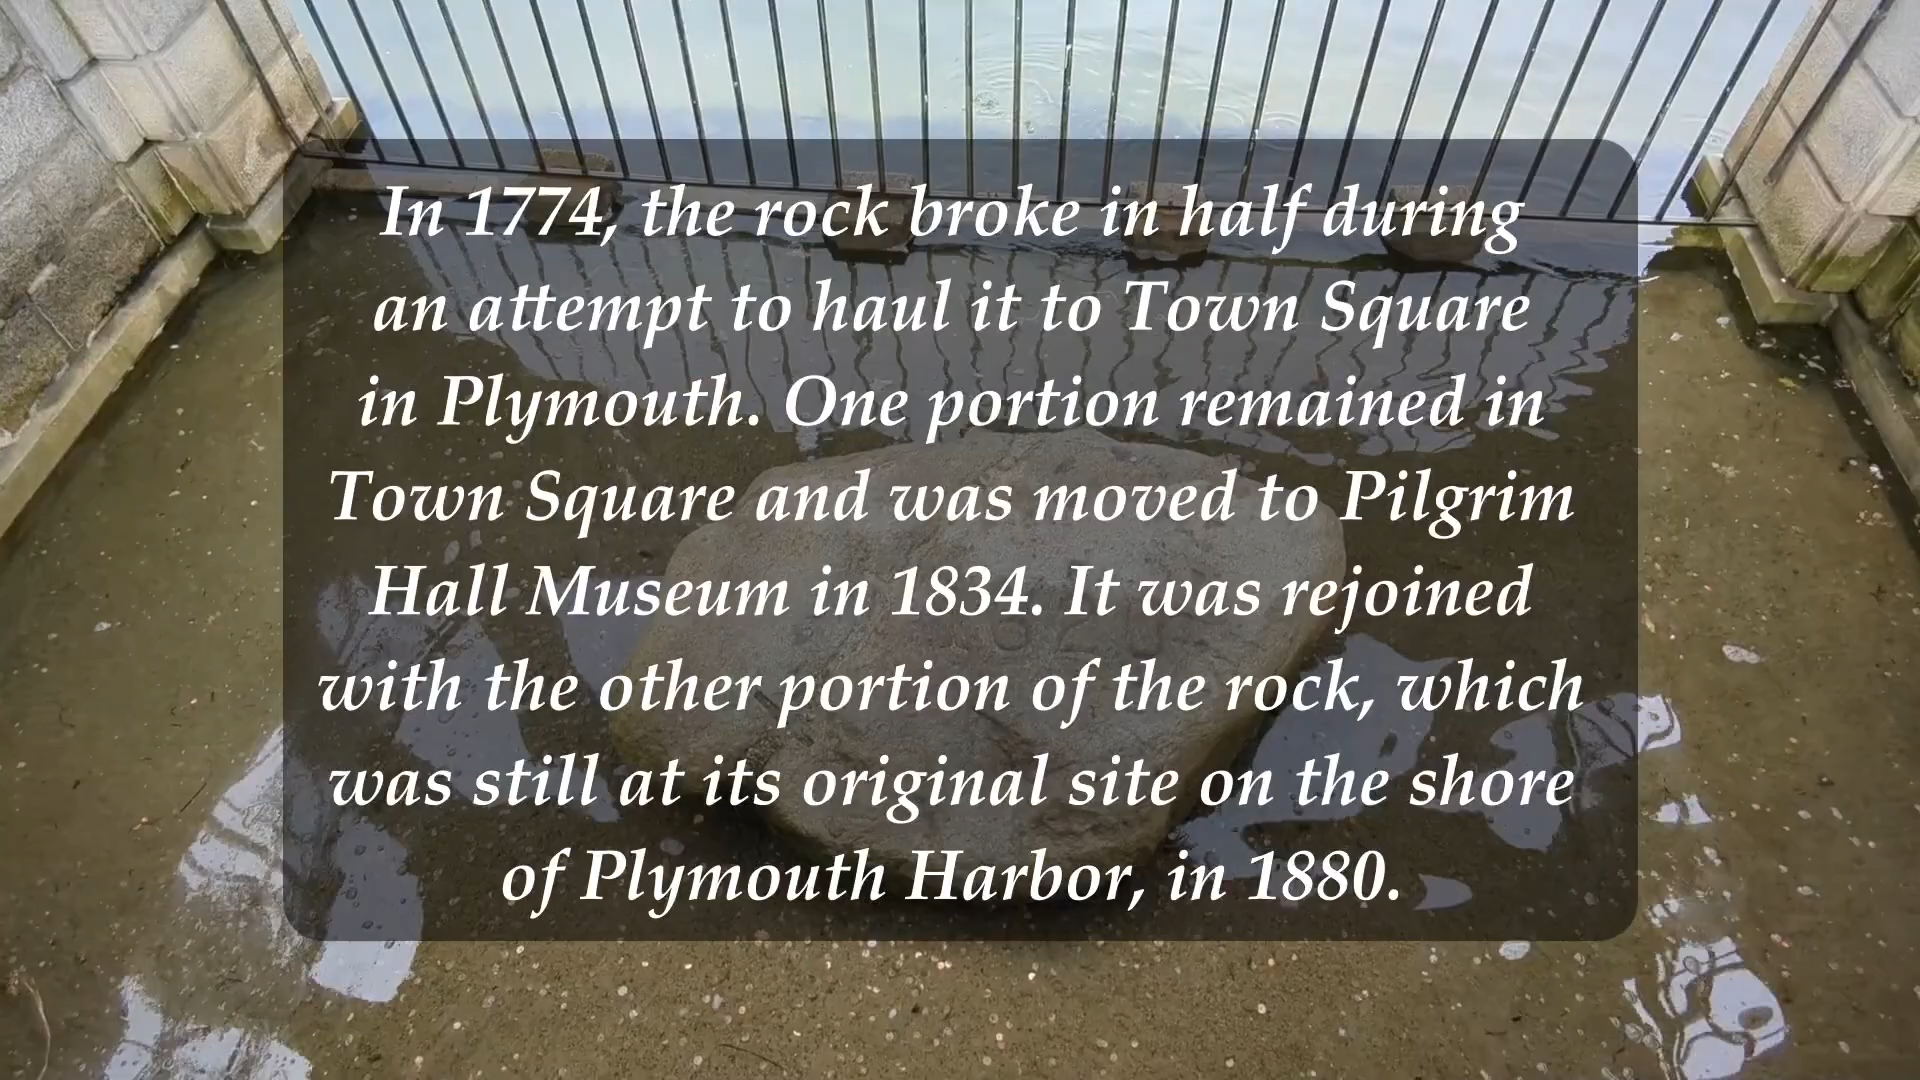 In 1774, the rock broke in half during
an attempt to haul it to Town Square
in Plymouth. One portion remained in
Town Square and was moved to Pilgrim
Hall Museum in 1834. It was rejoined
with the other portion of the rock, which
was still at its original site on the shore
of Plymouth Harbor, in 1880.
1620